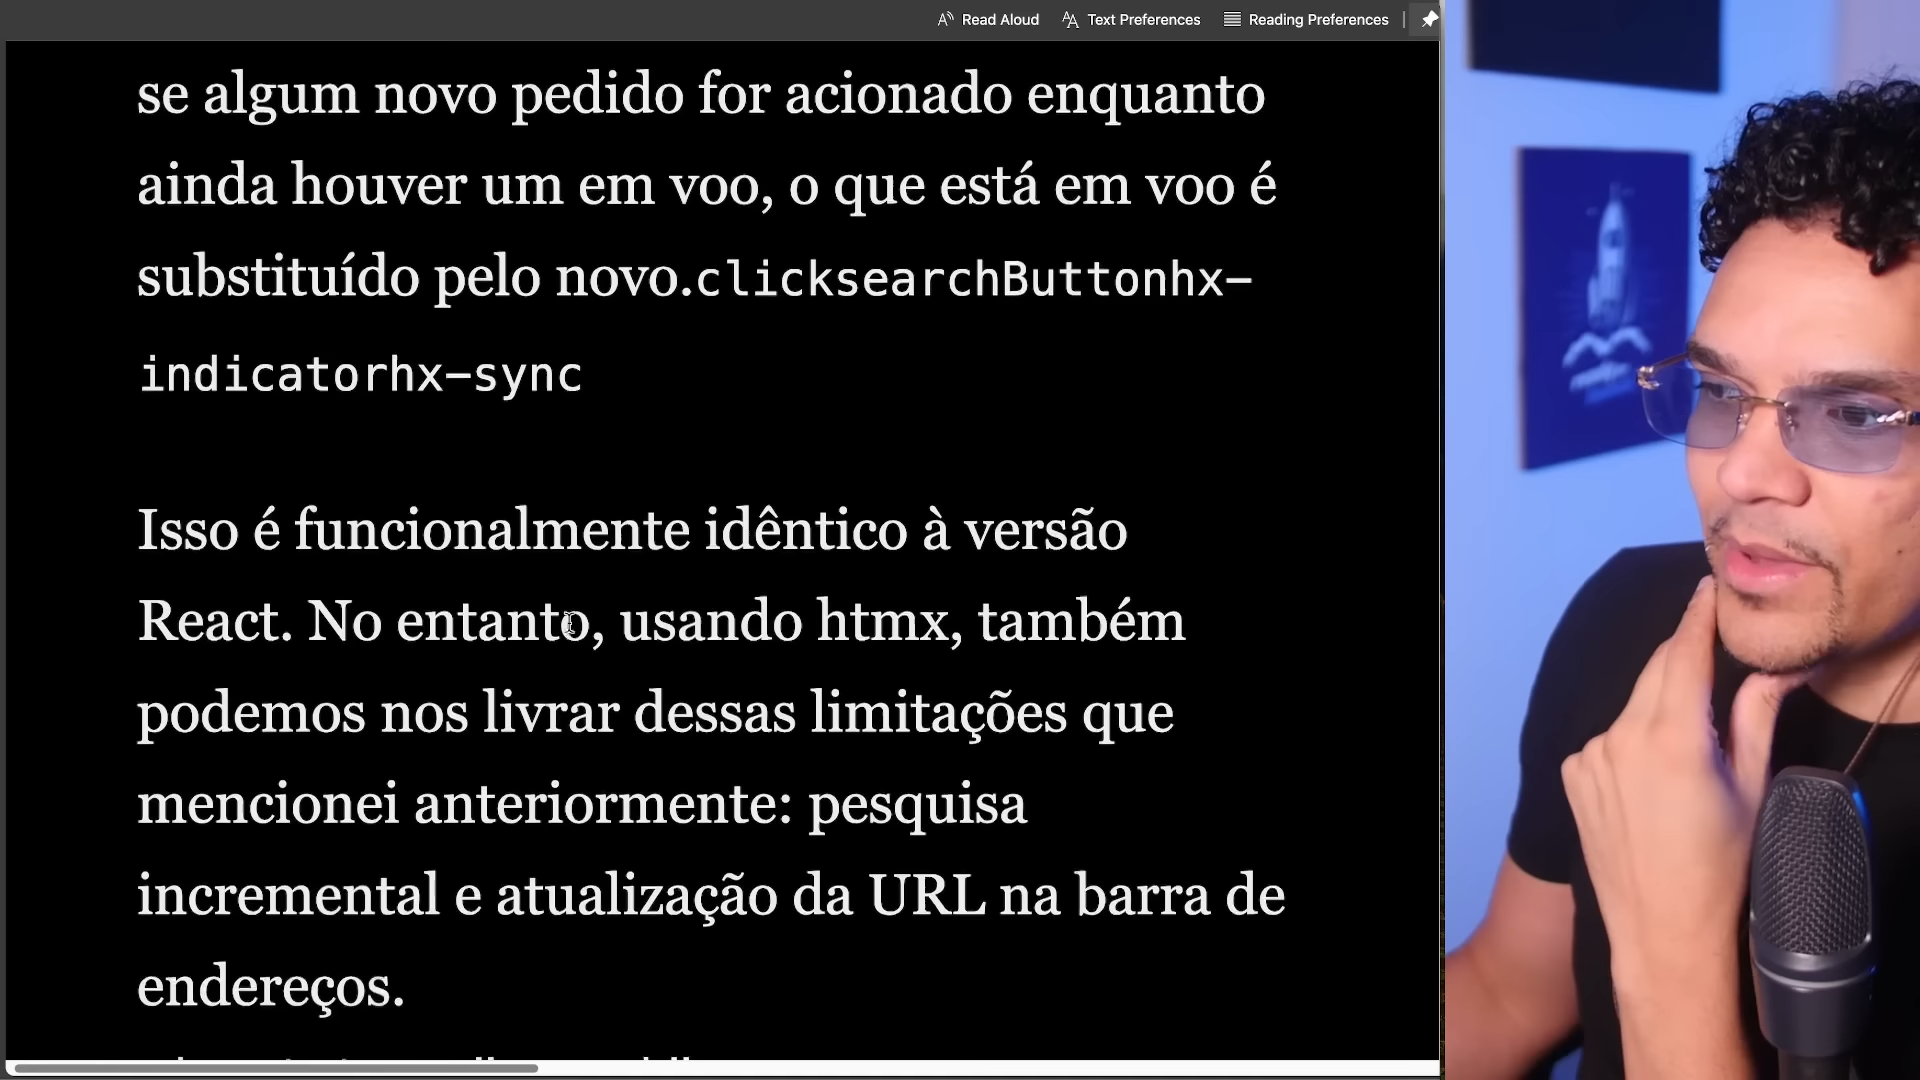 Read Aloud
Text Preferences
Reading Preferences
se algum novo pedido for acionado enquanto
ainda houver um em voo, o que está em voo é
substituído pelo novo.clicksearchButtonhx-
indicatorhx-sync
Isso é funcionalmente idêntico à versão
React. No entanto, usando htmx, também
podemos nos livrar dessas limitações que
mencionei anteriormente: pesquisa
incremental e atualização da URL na barra de
endereços.